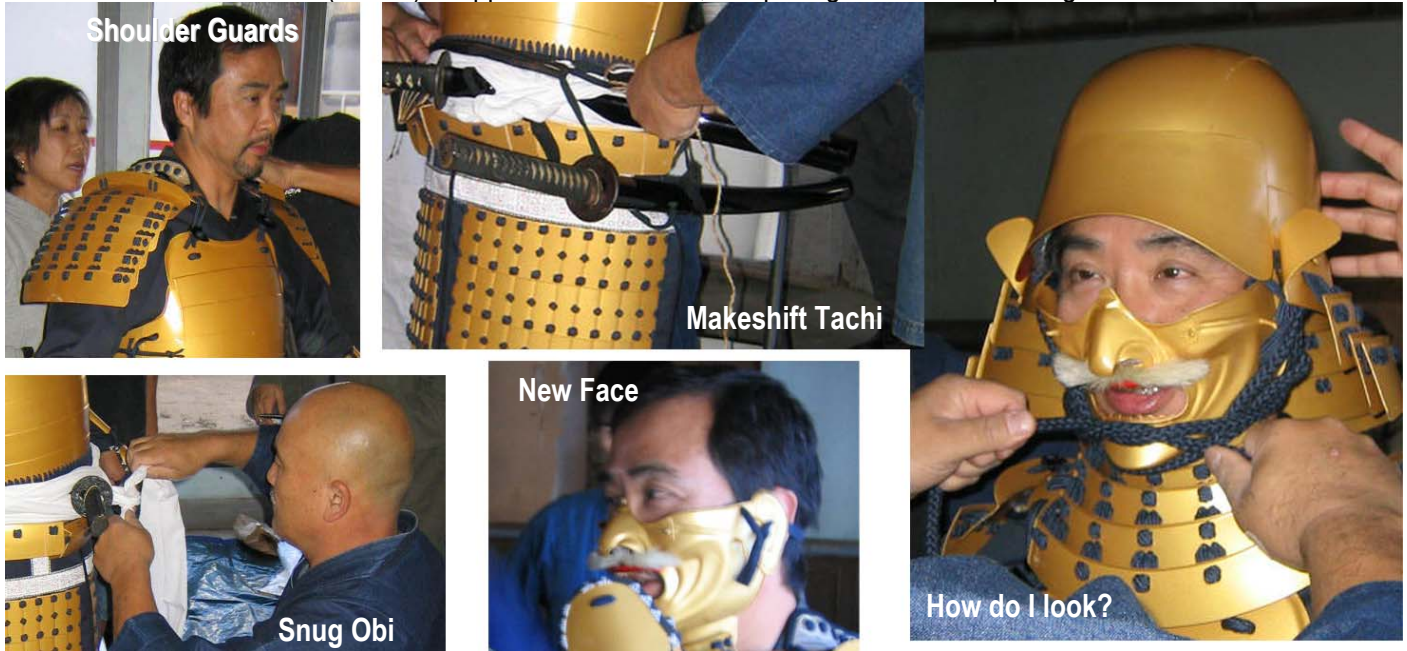 Shoulder Guards
Makeshift Tachi
New Face
Snug Obi
How do I look?